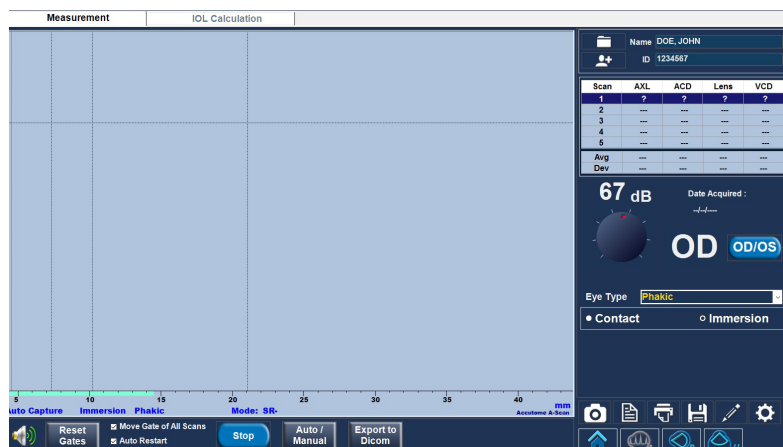 Measurement
IOL Calculation
Name DOE, JOHN
ID 1234567
Scan AXL ACD Lens VCD
1 ? ? ? ?
2 --- --- --- ---
3 --- --- --- ---
4 --- --- --- ---
5 --- --- --- ---
Avg --- --- --- ---
Dev --- --- --- ---
67 dB
Date Acquired :
--/--/----
OD OD/OS
Eye Type Phakic
Contact Immersion
5 10 15 20 25 30 35 40 mm
uto Capture Immersion Phakic Mode: SR- Accutome A-Scan
Reset Gates
Move Gate of All Scans
Auto Restart
Stop
Auto / Manual
Export to Dicom